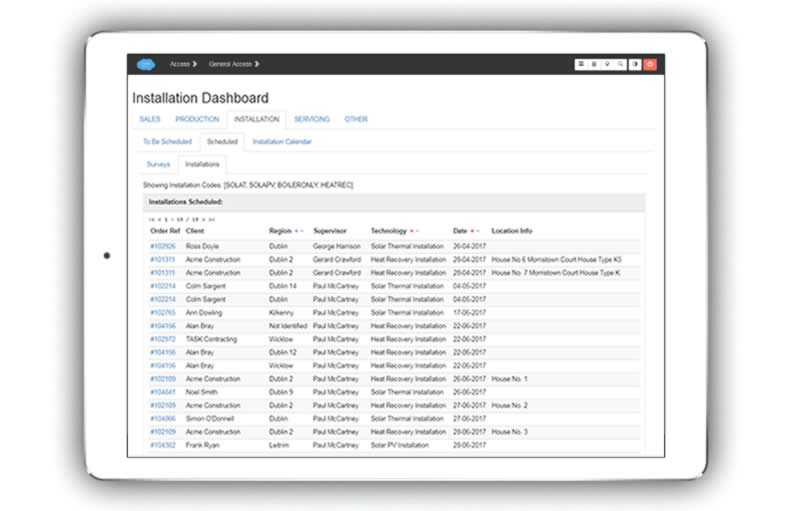 Access General Access
Installation Dashboard
SALES PRODUCTION INSTALLATION SERVICING OTHER
To Be Scheduled Scheduled Installation Calendar
Surveys Installations
Showing Installation Codes: [SOLAT, SOLAPV, BOILERONLY, HEATREC]
Installations Scheduled:
Order Ref Client Region Supervisor Technology Date Location Info
#102926 Ross Doyle Dublin George Harrison Solar Thermal Installation 26-04-2017
#101311 Acme Construction Dublin 2 Gerard Crawford Heat Recovery Installation 28-04-2017 House No 6 Morristown Court House Type K5
#101311 Acme Construction Dublin 2 Gerard Crawford Heat Recovery Installation 28-04-2017 House No. 7 Morristown Court House Type K
#102214 Colm Sargent Dublin 14 Paul McCartney Solar Thermal Installation 04-05-2017
#102214 Colm Sargent Dublin Paul McCartney Solar Thermal Installation 04-05-2017
#102765 Ann Dowling Kilkenny Paul McCartney Solar Thermal Installation 17-05-2017
#104156 Alan Bray Not Identified Paul McCartney Heat Recovery Installation 22-06-2017
#102972 TASK Contracting Wicklow Paul McCartney Heat Recovery Installation 22-06-2017
#104156 Alan Bray Dublin 12 Paul McCartney Heat Recovery Installation 22-06-2017
#104156 Alan Bray Wicklow Paul McCartney Heat Recovery Installation 22-06-2017
#102109 Acme Construction Dublin 2 Paul McCartney Heat Recovery Installation 26-06-2017 House No. 1
#104841 Noel Smith Dublin 9 Paul McCartney Solar Thermal Installation 26-06-2017
#102109 Acme Construction Dublin 2 Paul McCartney Heat Recovery Installation 27-06-2017 House No. 2
#104066 Simon O'Donnell Dublin Paul McCartney Solar Thermal Installation 27-06-2017
#102109 Acme Construction Dublin 2 Paul McCartney Heat Recovery Installation 28-06-2017 House No. 3
#104382 Frank Ryan Leitrim Paul McCartney Solar PV Installation 28-06-2017